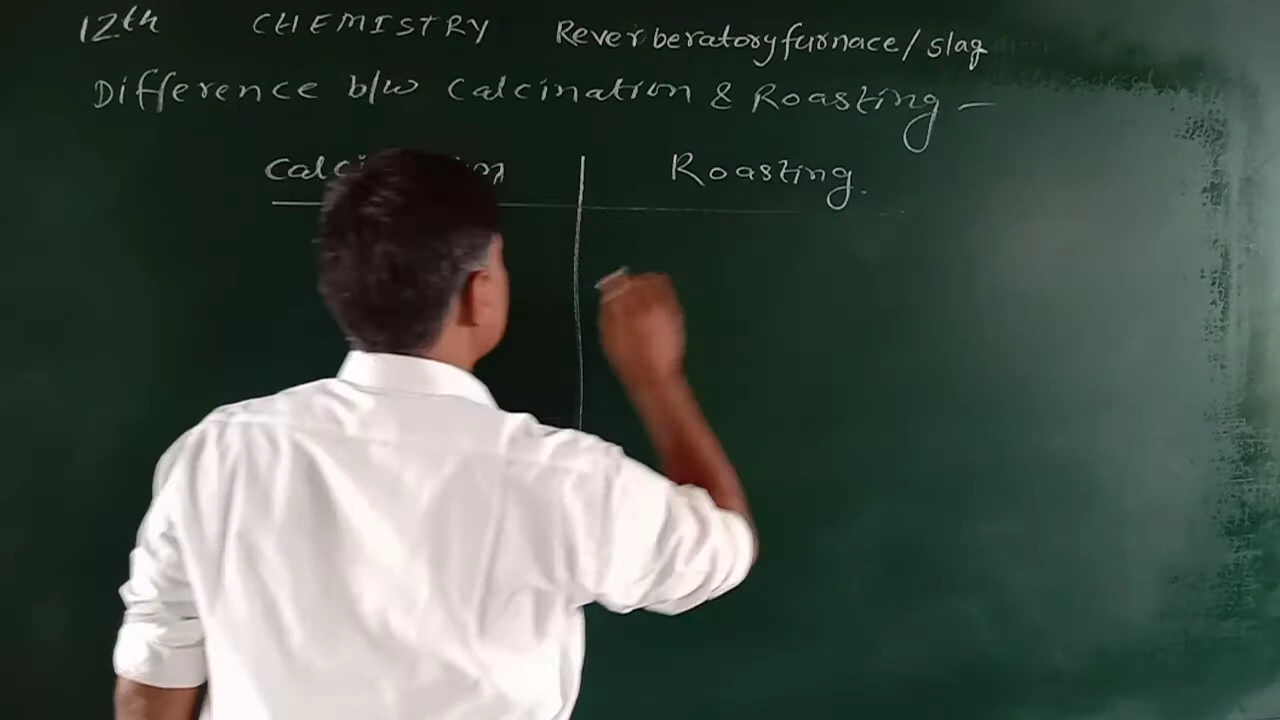 12th CHEMISTRY Reverberatory furnace / slag
Difference b/w Calcination & Roasting —
Roasting.